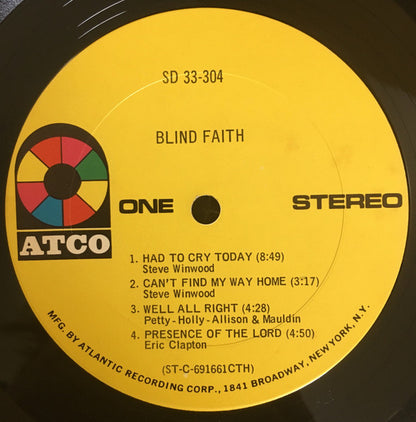 SD 33-304
BLIND FAITH
ONE
STEREO
ATCO
1. HAD TO CRY TODAY (8:49)
Steve Winwood
2. CAN'T FIND MY WAY HOME (3:17)
Steve Winwood
3. WELL ALL RIGHT (4:28)
Petty-Holly-Allison & Mauldin
4. PRESENCE OF THE LORD (4:50)
Eric Clapton
(ST-C-691661CTH)
MFG. BY ATLANTIC RECORDING CORP., 1841 BROADWAY, NEW YORK, N.Y.